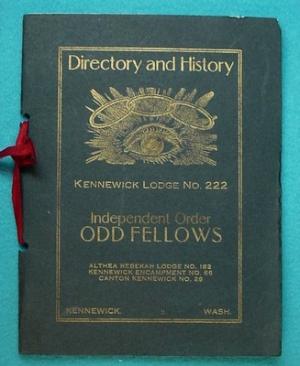 Directory and History
KENNEWICK LODGE No. 222
Independent Order
ODD FELLOWS
ALTHEA REBEKAH LODGE NO. 182
KENNEWICK ENCAMPMENT NO. 66
CANTON KENNEWICK NO. 29
KENNEWICK, WASH.